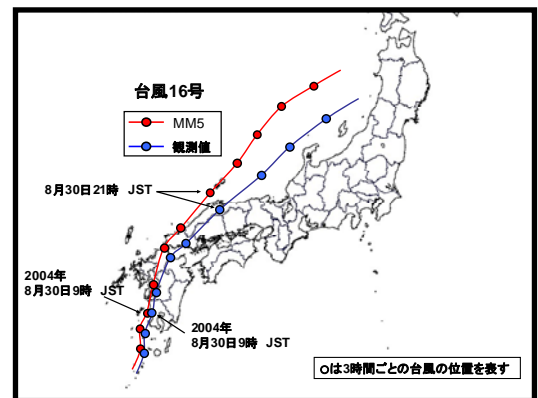 台風16号
MM5
観測値
8月30日21時 JST
2004年
8月30日9時 JST
2004年
8月30日9時 JST
○は3時間ごとの台風の位置を表す